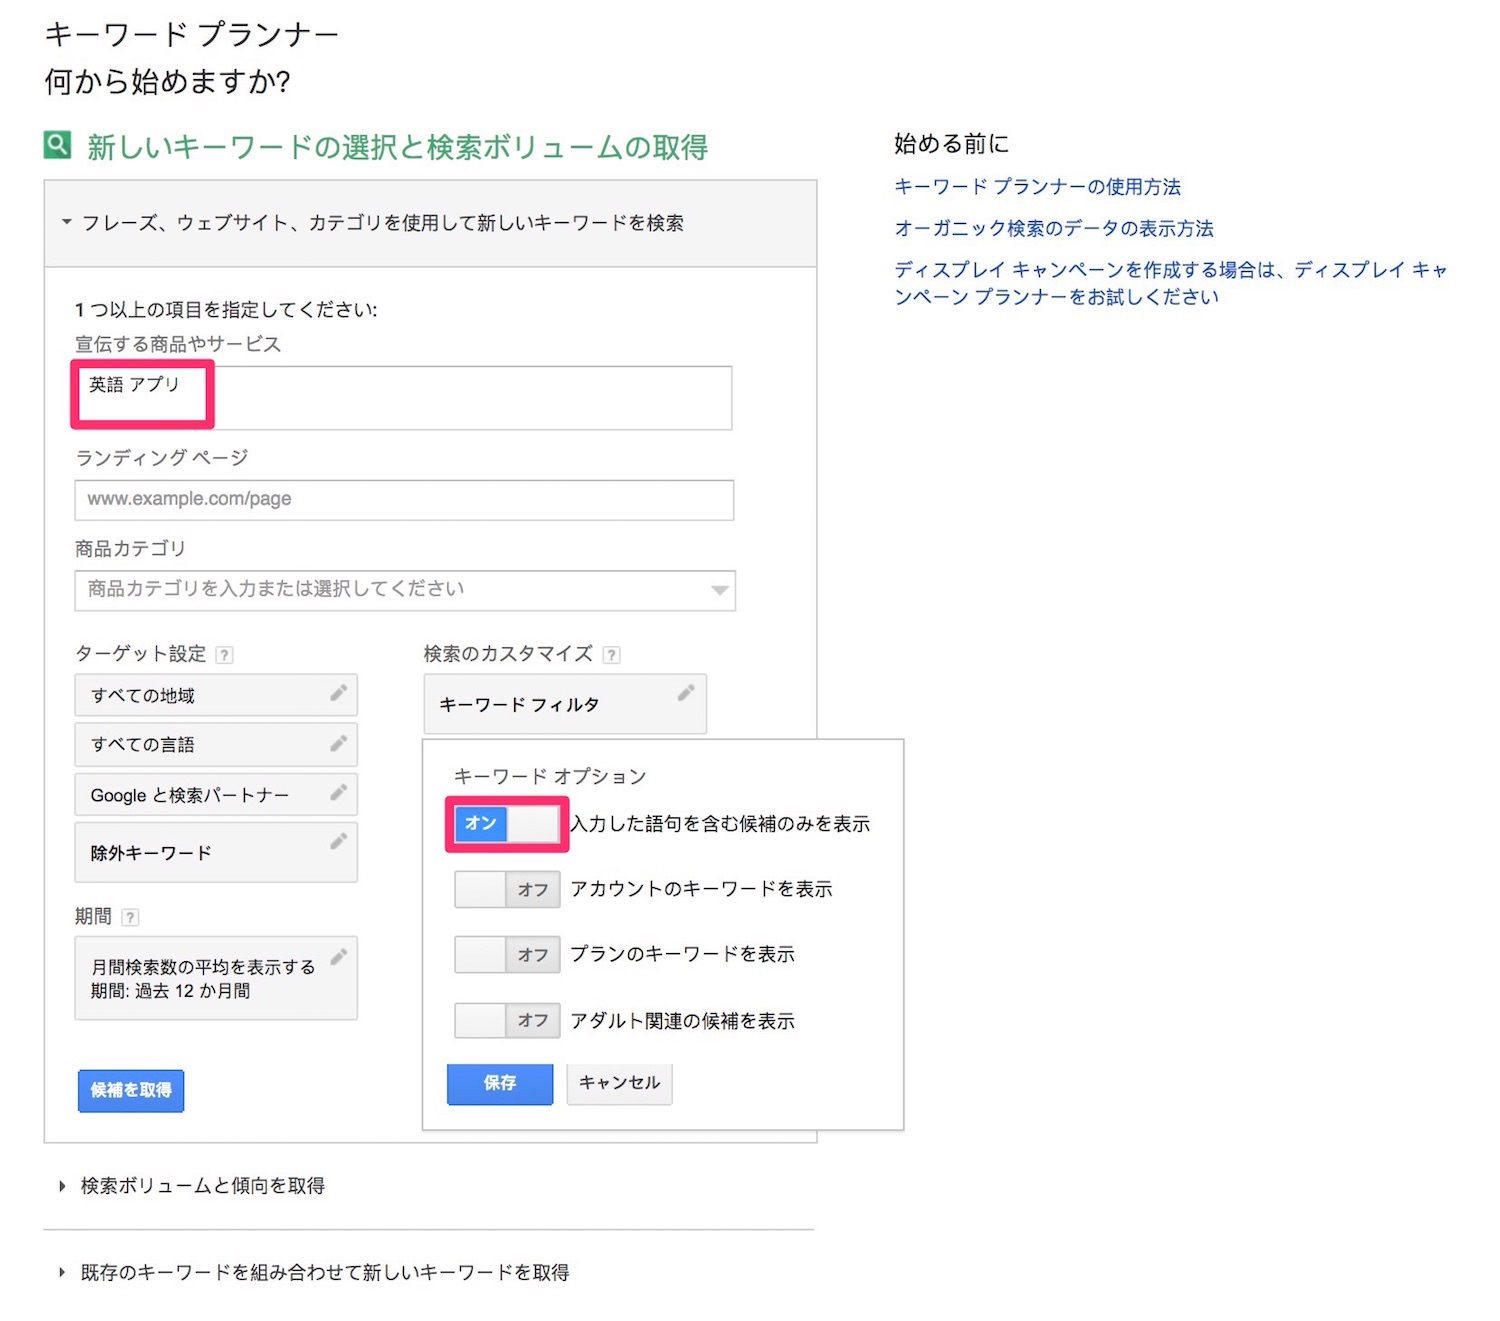 キーワード プランナー
何から始めますか?
新しいキーワードの選択と検索ボリュームの取得
フレーズ、ウェブサイト、カテゴリを使用して新しいキーワードを検索
1 つ以上の項目を指定してください:
宣伝する商品やサービス
英語 アプリ
ランディング ページ
www.example.com/page
商品カテゴリ
商品カテゴリを入力または選択してください
ターゲット設定 ?
すべての地域
すべての言語
Google と検索パートナー
除外キーワード
期間 ?
月間検索数の平均を表示する
期間: 過去 12 か月間
候補を取得
検索のカスタマイズ ?
キーワード フィルタ
キーワード オプション
オン 入力した語句を含む候補のみを表示
オフ アカウントのキーワードを表示
オフ プランのキーワードを表示
オフ アダルト関連の候補を表示
保存 キャンセル
検索ボリュームと傾向を取得
既存のキーワードを組み合わせて新しいキーワードを取得
始める前に
キーワード プランナーの使用方法
オーガニック検索のデータの表示方法
ディスプレイ キャンペーンを作成する場合は、ディスプレイ キャ
ンペーン プランナーをお試しください